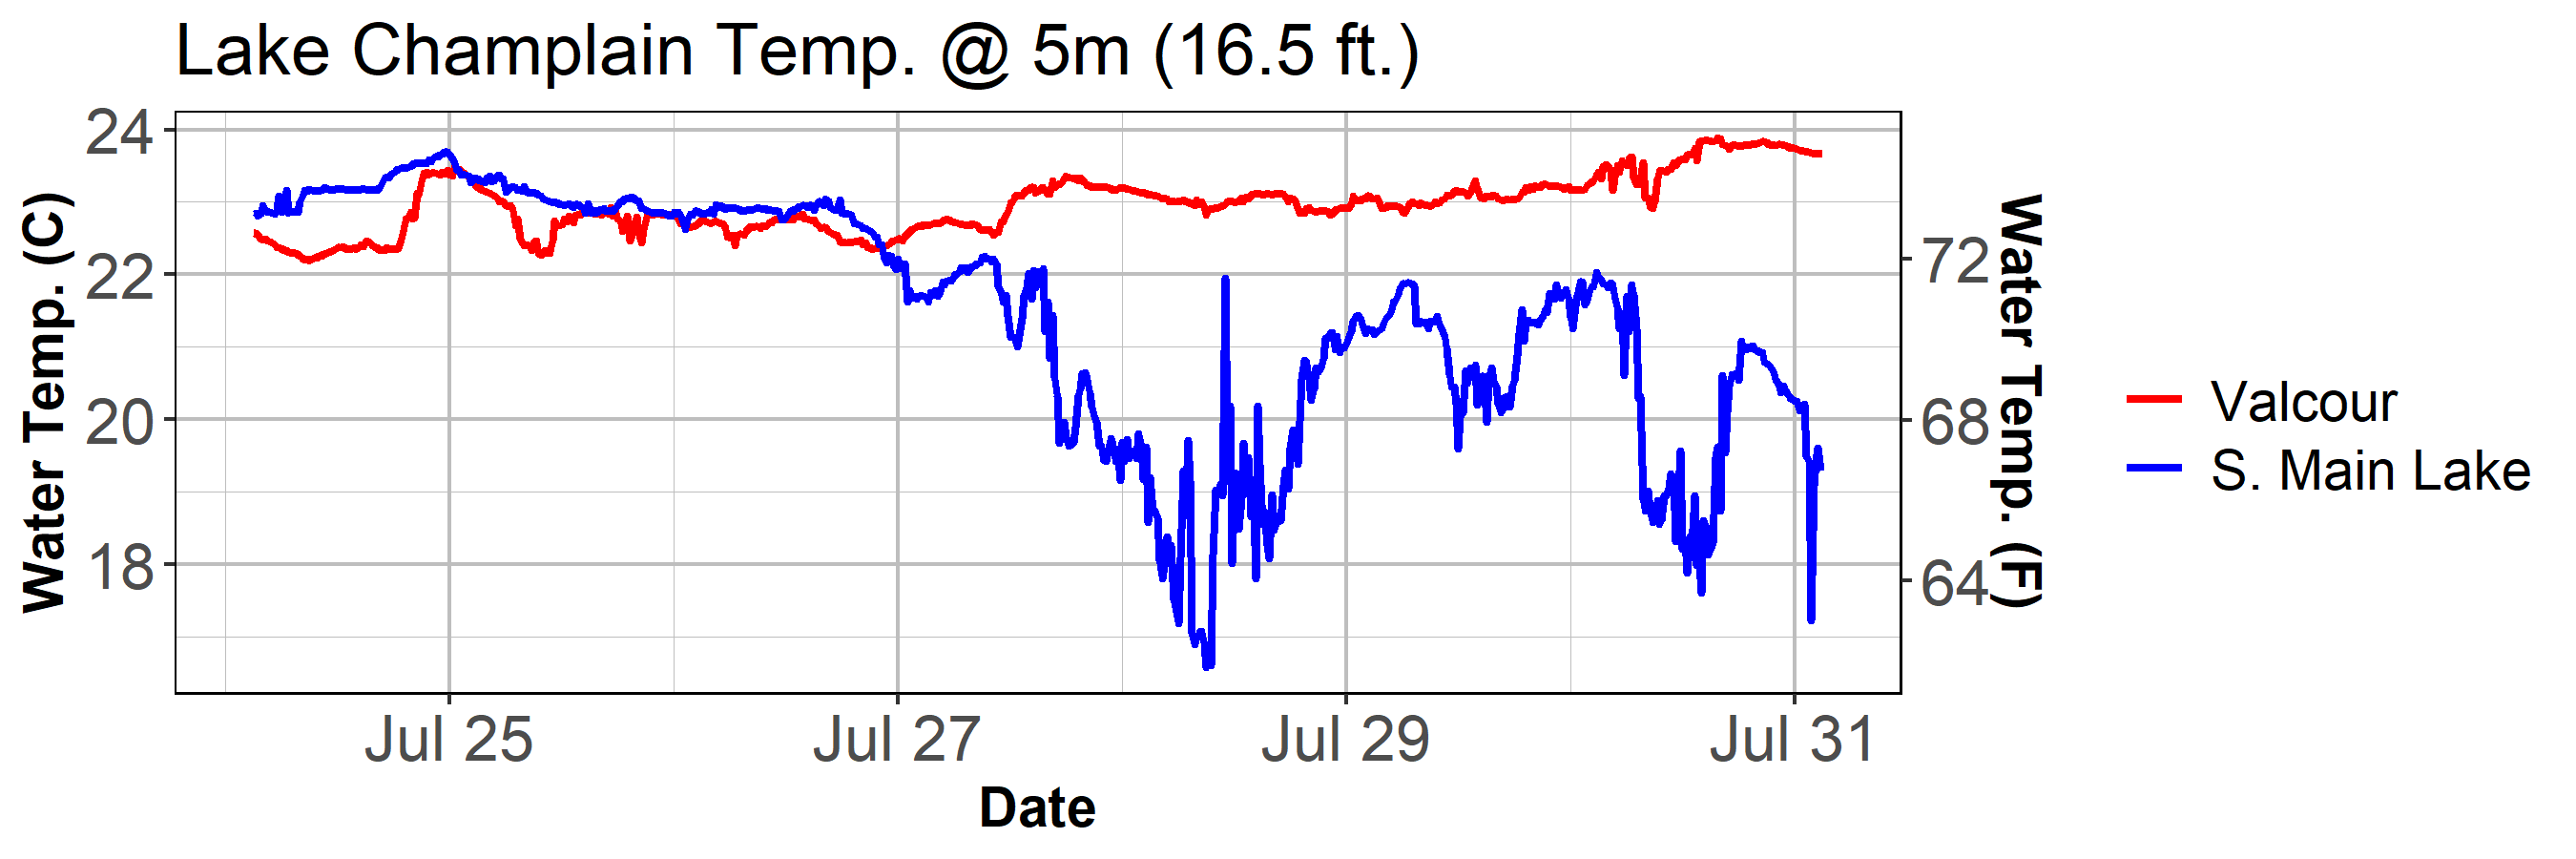 Lake Champlain Temp. @ 5m (16.5 ft.)
Water Temp. (C)
24
22
20
18
72
68
64
Water Temp. (F)
Jul 25
Jul 27
Jul 29
Jul 31
Date
Valcour
S. Main Lake